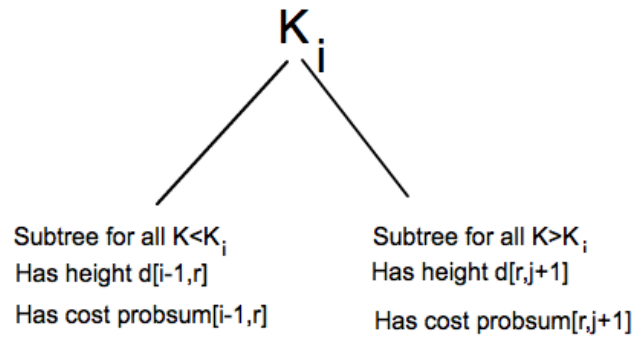 K i
Subtree for all K<K i
Has height d[i-1,r]
Has cost probsum[i-1,r]
Subtree for all K>K i
Has height d[r,j+1]
Has cost probsum[r,j+1]